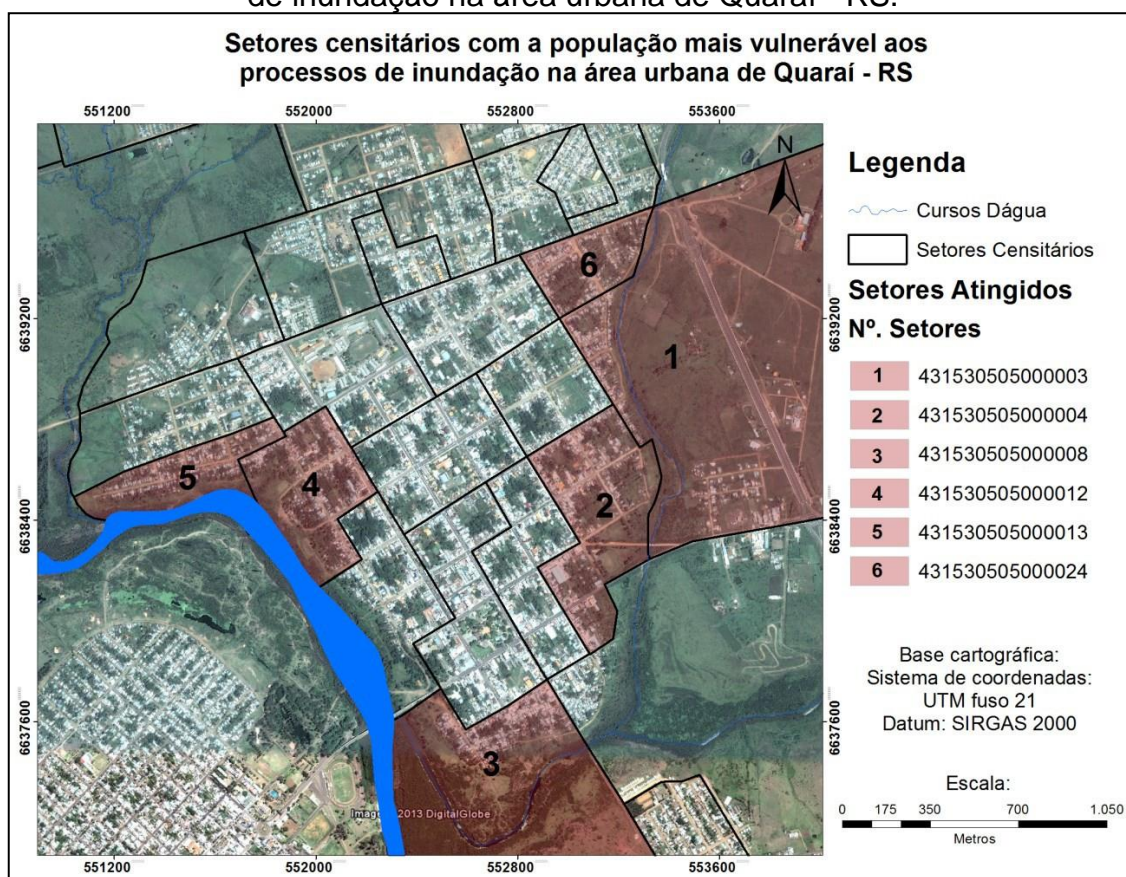 de inundação na área urbana de Quaraí - RS.
Setores censitários com a população mais vulnerável aos
processos de inundação na área urbana de Quaraí - RS
551200 552000 552800 553600
6639200
6638400
6637600
6639200
6638400
6637600
N
1
2
3
4
5
6
2013 DigitalGlobe
551200 552000 552800 553600
Legenda
Cursos Dágua
Setores Censitários
Setores Atingidos
Nº. Setores
1 431530505000003
2 431530505000004
3 431530505000008
4 431530505000012
5 431530505000013
6 431530505000024
Base cartográfica:
Sistema de coordenadas:
UTM fuso 21
Datum: SIRGAS 2000
Escala:
0 175 350 700 1.050
Metros